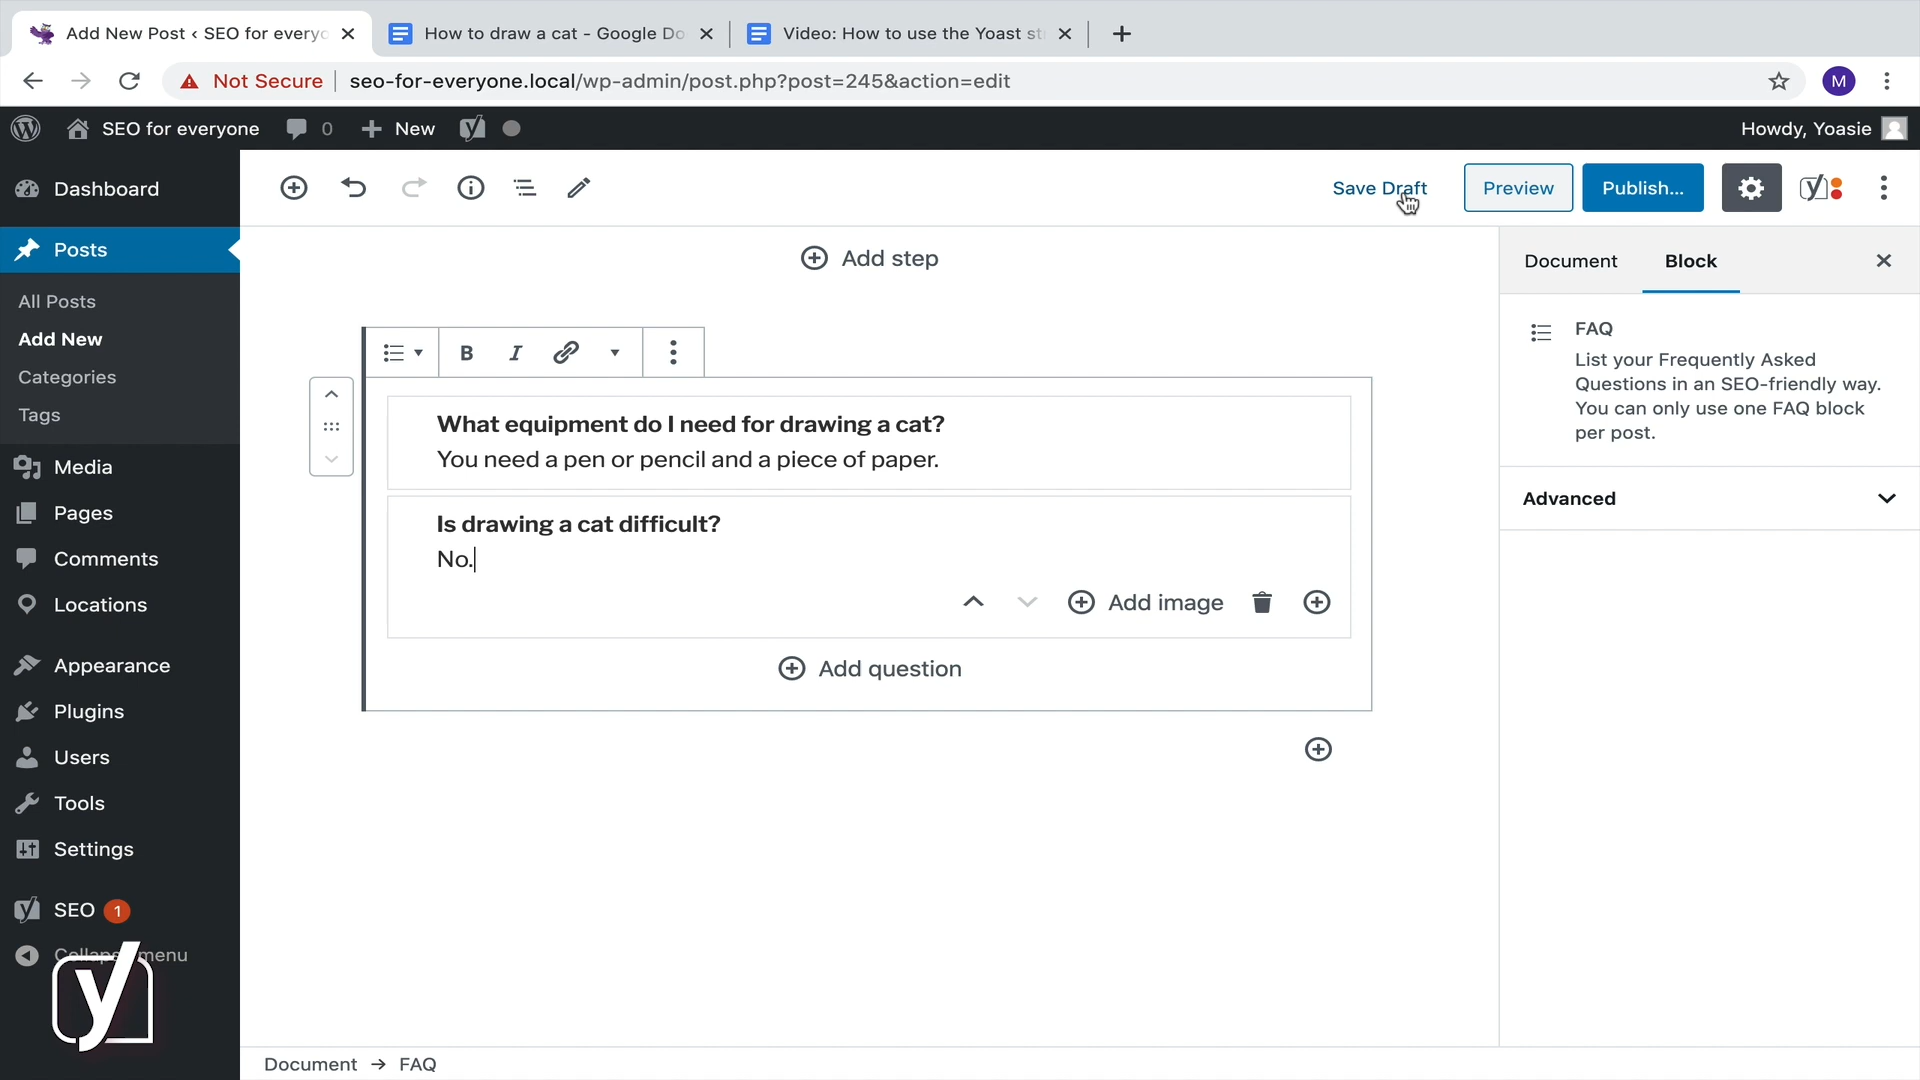 Add New Post ‹ SEO for everyo
How to draw a cat - Google Do
Video: How to use the Yoast st
Not Secure
seo-for-everyone.local/wp-admin/post.php?post=245&action=edit
M
SEO for everyone
0
New
Howdy, Yoasie
Dashboard
Posts
All Posts
Add New
Categories
Tags
Media
Pages
Comments
Locations
Appearance
Plugins
Users
Tools
Settings
SEO 1
Collapse menu
Save Draft
Preview
Publish...
Add step
B I
What equipment do I need for drawing a cat?
You need a pen or pencil and a piece of paper.
Is drawing a cat difficult?
No.
Add image
Add question
Document
Block
FAQ
List your Frequently Asked
Questions in an SEO-friendly way.
You can only use one FAQ block
per post.
Advanced
Document → FAQ